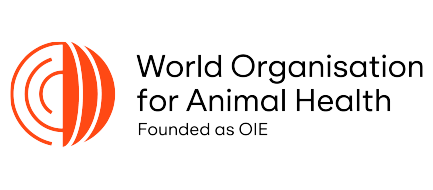 World Organisation
for Animal Health
Founded as OIE